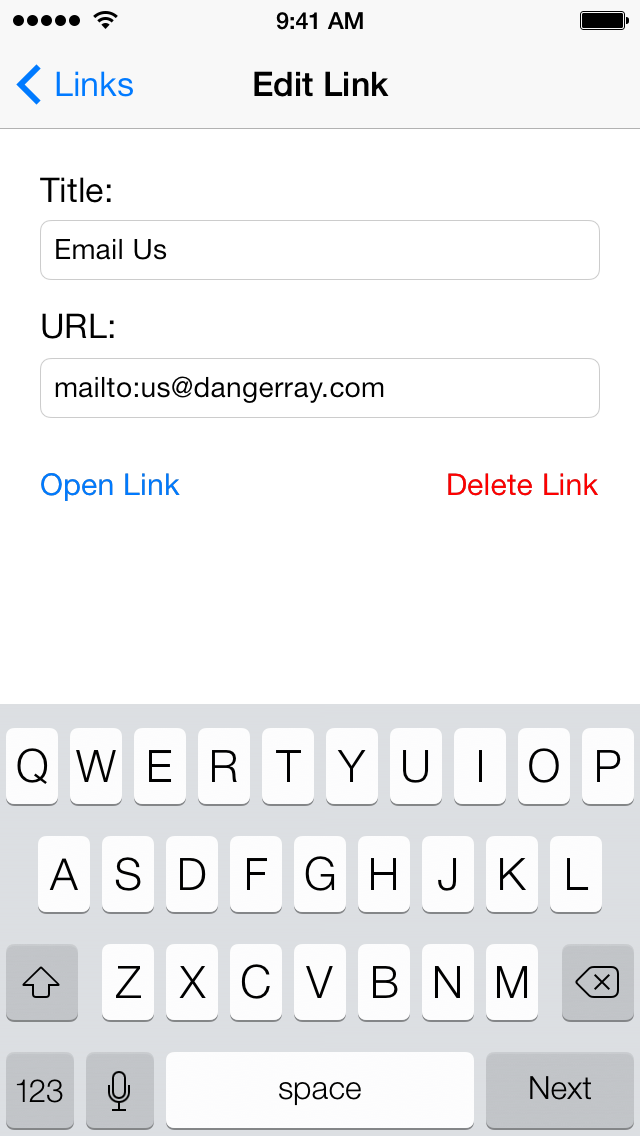 9:41 AM
Links Edit Link
Title:
Email Us
URL:
mailto:us@dangerray.com
Open Link Delete Link
Q W E R T Y U I O P
A S D F G H J K L
Z X C V B N M
123 space Next